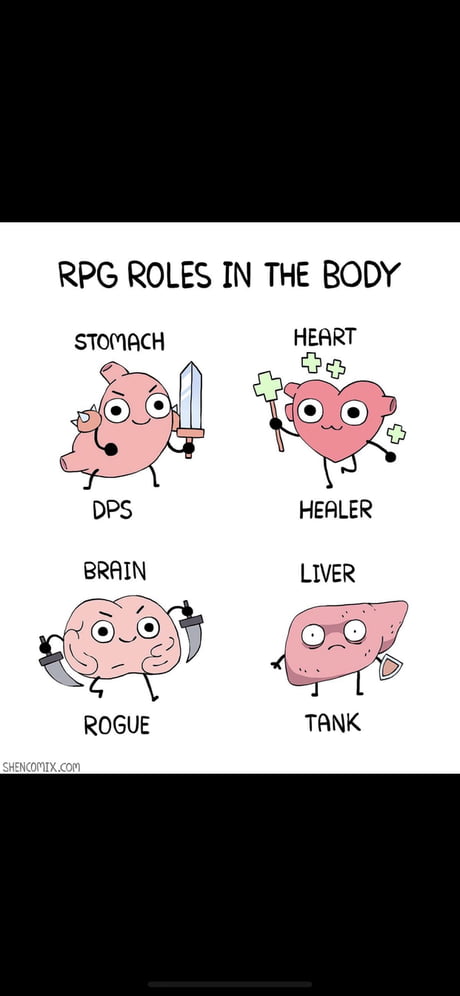 RPG ROLES IN THE BODY
STOMACH
DPS
HEART
HEALER
BRAIN
ROGUE
LIVER
TANK
SHENCOMIX.COM